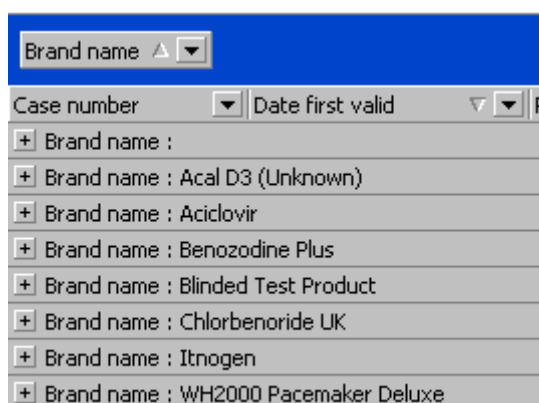 Brand name
Case number Date first valid
Brand name :
Brand name : Acal D3 (Unknown)
Brand name : Aciclovir
Brand name : Benozodine Plus
Brand name : Blinded Test Product
Brand name : Chlorbenoride UK
Brand name : Itnogen
Brand name : WH2000 Pacemaker Deluxe